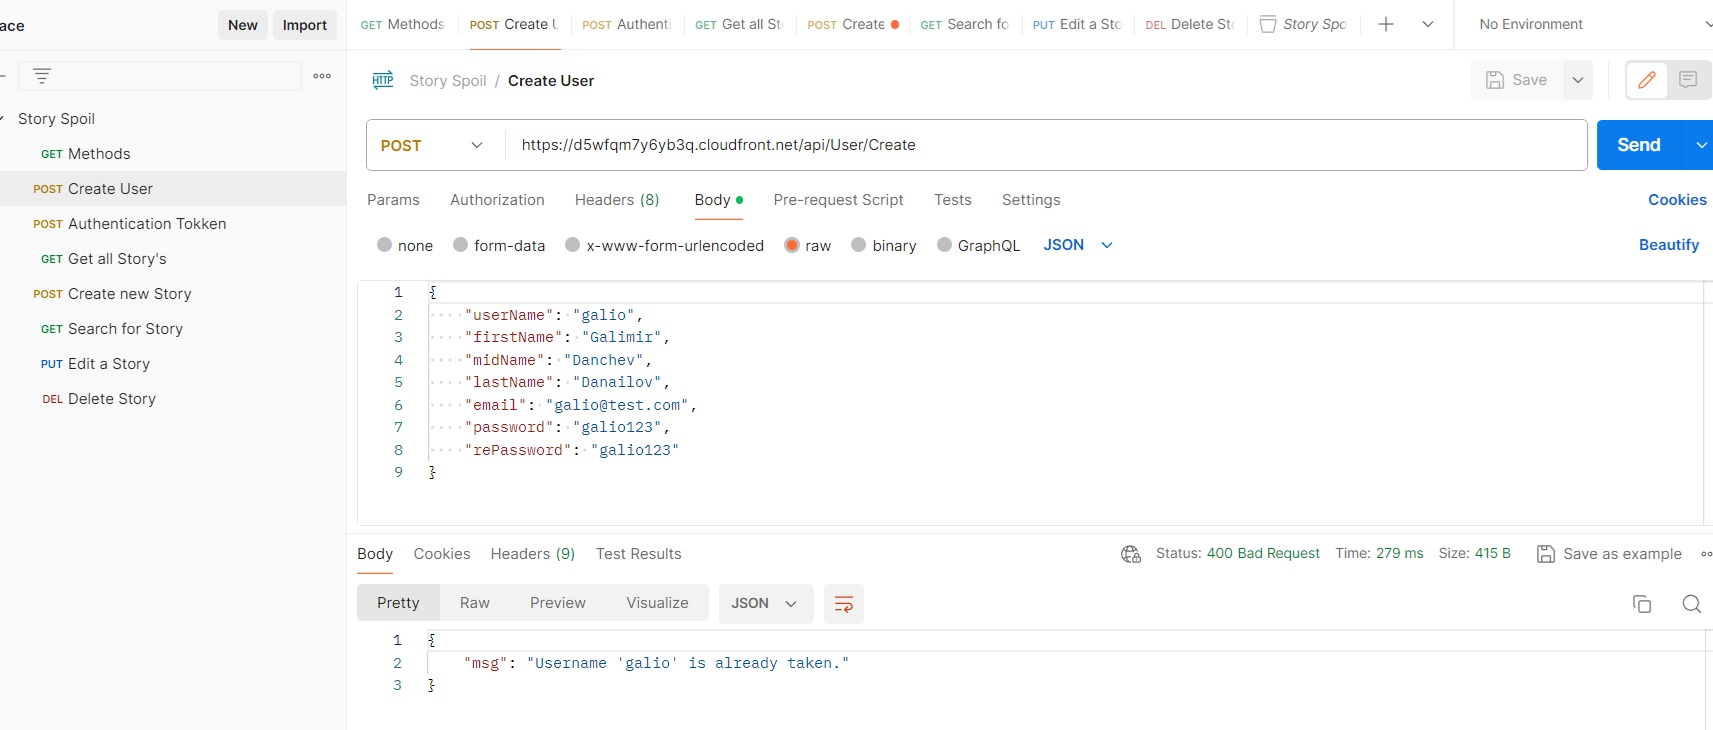 ace
New
Import
GET Methods
POST Create U
POST Authenti
GET Get all St
POST Create
GET Search fo
PUT Edit a Sto
DEL Delete Sto
Story Spo
No Environment
Story Spoil
GET Methods
POST Create User
POST Authentication Tokken
GET Get all Story's
POST Create new Story
GET Search for Story
PUT Edit a Story
DEL Delete Story
HTTP Story Spoil / Create User
Save
POST https://d5wfqm7y6yb3q.cloudfront.net/api/User/Create
Send
Params Authorization Headers (8) Body Pre-request Script Tests Settings Cookies
none form-data x-www-form-urlencoded raw binary GraphQL JSON Beautify
1 {
2 "userName": "galio",
3 "firstName": "Galimir",
4 "midName": "Danchev",
5 "lastName": "Danailov",
6 "email": "galio@test.com",
7 "password": "galio123",
8 "rePassword": "galio123"
9 }
Body Cookies Headers (9) Test Results Status: 400 Bad Request Time: 279 ms Size: 415 B Save as example
Pretty Raw Preview Visualize JSON
1 {
2 "msg": "Username 'galio' is already taken."
3 }